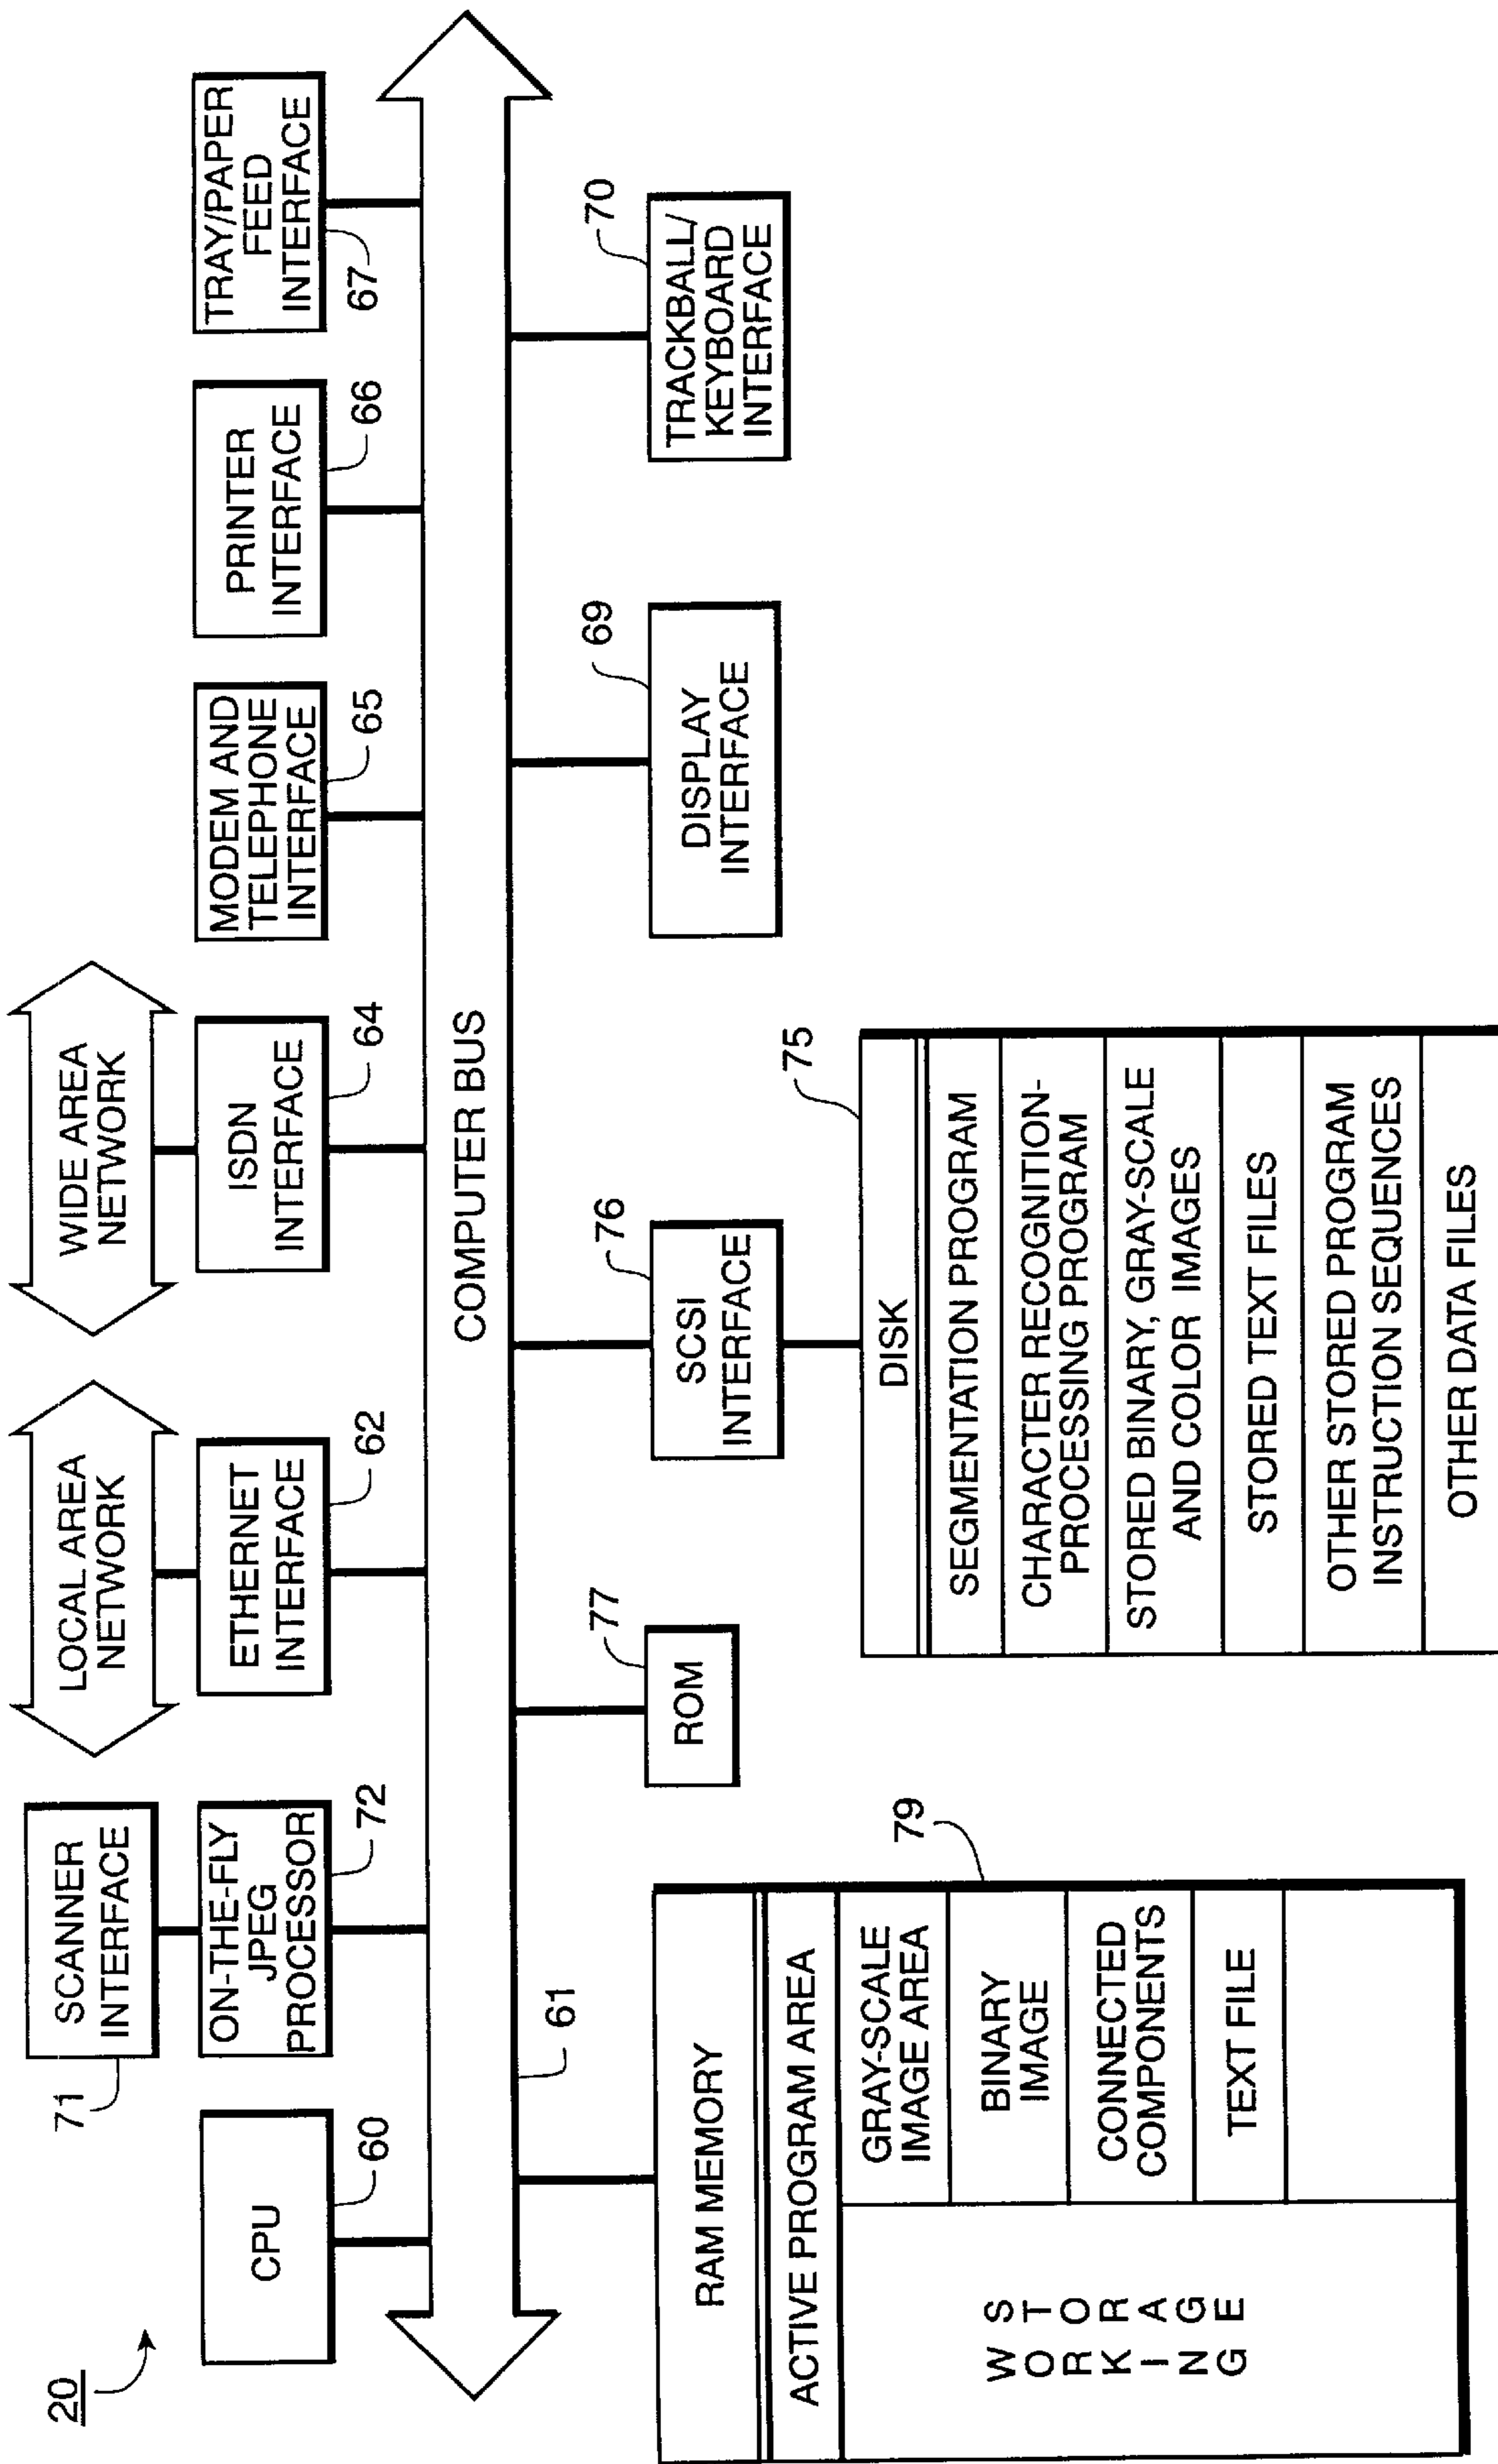 20
CPU
60
SCANNER
INTERFACE
71
ON-THE-FLY
JPEG
PROCESSOR
72
LOCAL AREA
NETWORK
ETHERNET
INTERFACE
62
WIDE AREA
NETWORK
ISDN
INTERFACE
64
MODEM AND
TELEPHONE
INTERFACE
65
PRINTER
INTERFACE
66
TRAY/PAPER
FEED
INTERFACE
67
COMPUTER BUS
61
RAM MEMORY
ACTIVE PROGRAM AREA
WORKING
STORAGE
GRAY-SCALE
IMAGE AREA
BINARY
IMAGE
CONNECTED
COMPONENTS
TEXT FILE
79
ROM
77
SCSI
INTERFACE
76
DISK
75
SEGMENTATION PROGRAM
CHARACTER RECOGNITION-
PROCESSING PROGRAM
STORED BINARY, GRAY-SCALE
AND COLOR IMAGES
STORED TEXT FILES
OTHER STORED PROGRAM
INSTRUCTION SEQUENCES
OTHER DATA FILES
DISPLAY
INTERFACE
69
TRACKBALL/
KEYBOARD
INTERFACE
70